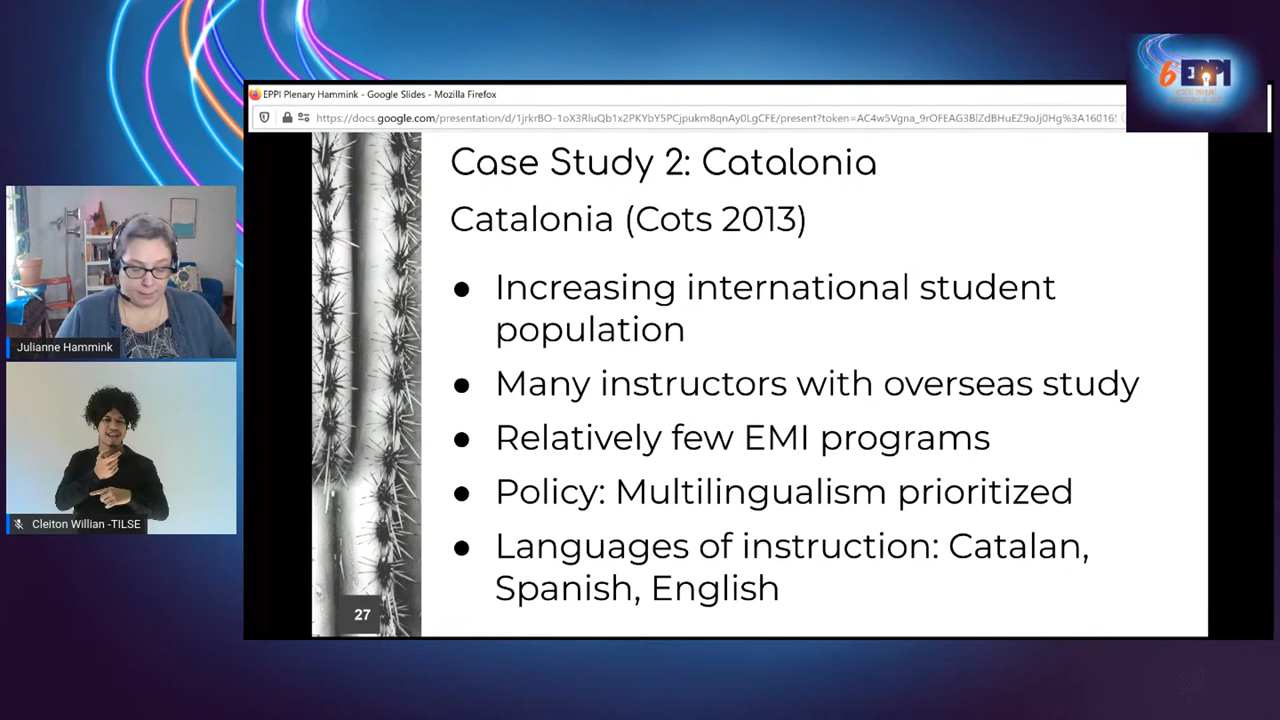 6º EPPI
EPPI Plenary Hammink - Google Slides - Mozilla Firefox
Case Study 2: Catalonia
Catalonia (Cots 2013)
● Increasing international student
population
● Many instructors with overseas study
● Relatively few EMI programs
● Policy: Multilingualism prioritized
● Languages of instruction: Catalan,
Spanish, English
27
Julianne Hammink
Cleiton Willian -TILSE